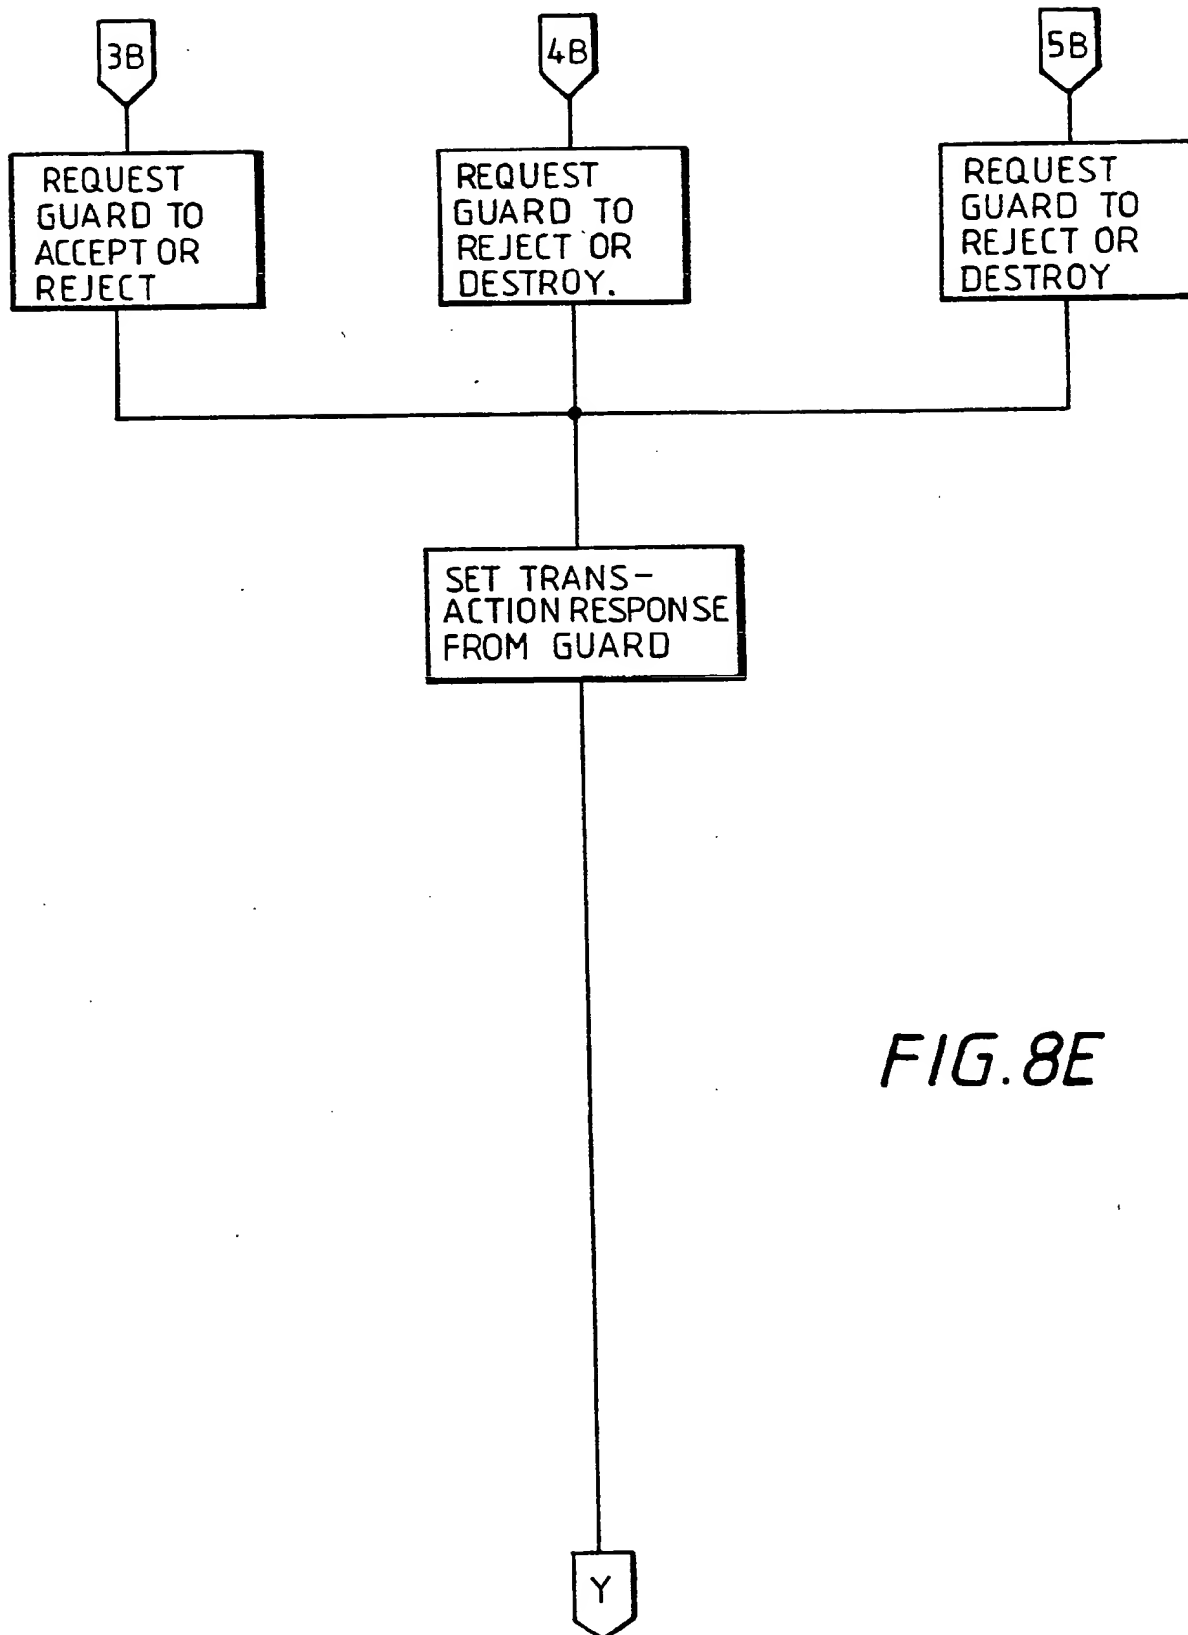 3B
4B
5B
REQUEST
GUARD TO
ACCEPT OR
REJECT
REQUEST
GUARD TO
REJECT OR
DESTROY.
REQUEST
GUARD TO
REJECT OR
DESTROY
SET TRANS-
ACTION RESPONSE
FROM GUARD
FIG.8E
Y